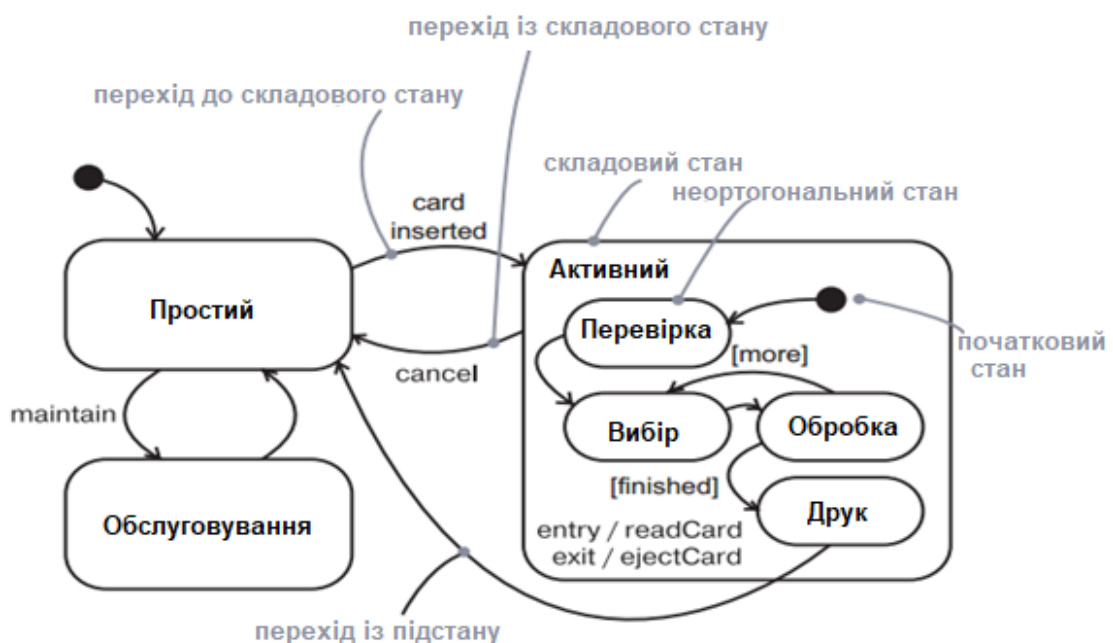 перехід із складового стану
перехід до складового стану
складовий стан
неортогональний стан
card
inserted
Активний
Простий
Перевірка
початковий
стан
[more]
cancel
maintain
Вибір
Обробка
[finished]
Обслуговування
Друк
entry / readCard
exit / ejectCard
перехід із підстану